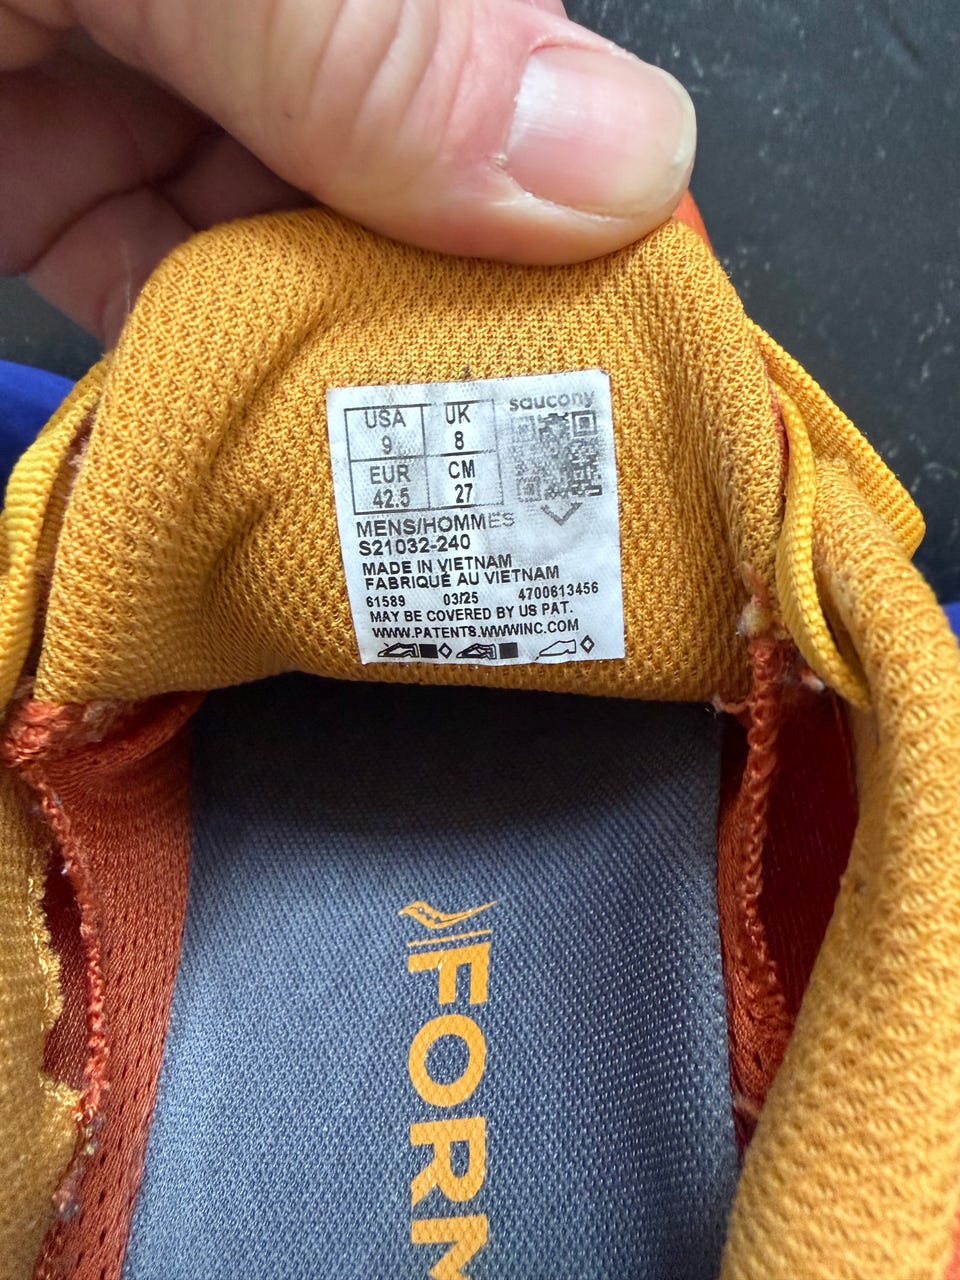 saucony
USA UK
9 8
EUR CM
42.5 27
MENS/HOMMES
S21032-240
MADE IN VIETNAM
FABRIQUÉ AU VIETNAM
61589 03/25 4700613456
MAY BE COVERED BY US PAT.
WWW.PATENTS.WWWINC.COM
FORM